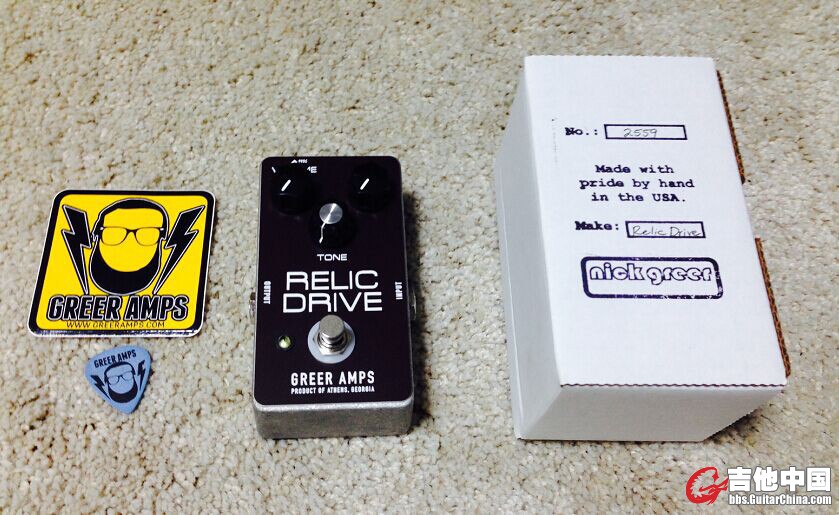 GREER AMPS
WWW.GREERAMPS.COM
GREER AMPS
TONE
RELIC
DRIVE
OUTPUT
INPUT
GREER AMPS
PRODUCT OF ATHENS, GEORGIA
No.: 2559
Made with
pride by hand
in the USA.
Make: Relic Drive
nick greer
吉他中国
bbs.GuitarChina.com